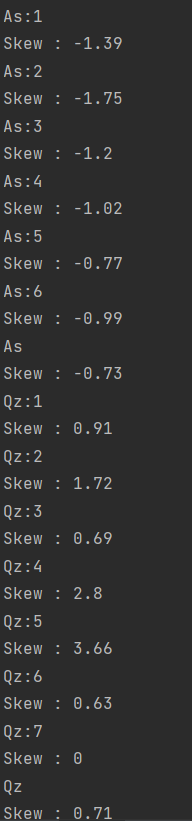 As:1
Skew : -1.39
As:2
Skew : -1.75
As:3
Skew : -1.2
As:4
Skew : -1.02
As:5
Skew : -0.77
As:6
Skew : -0.99
As
Skew : -0.73
Qz:1
Skew : 0.91
Qz:2
Skew : 1.72
Qz:3
Skew : 0.69
Qz:4
Skew : 2.8
Qz:5
Skew : 3.66
Qz:6
Skew : 0.63
Qz:7
Skew : 0
Qz
Skew : 0.71